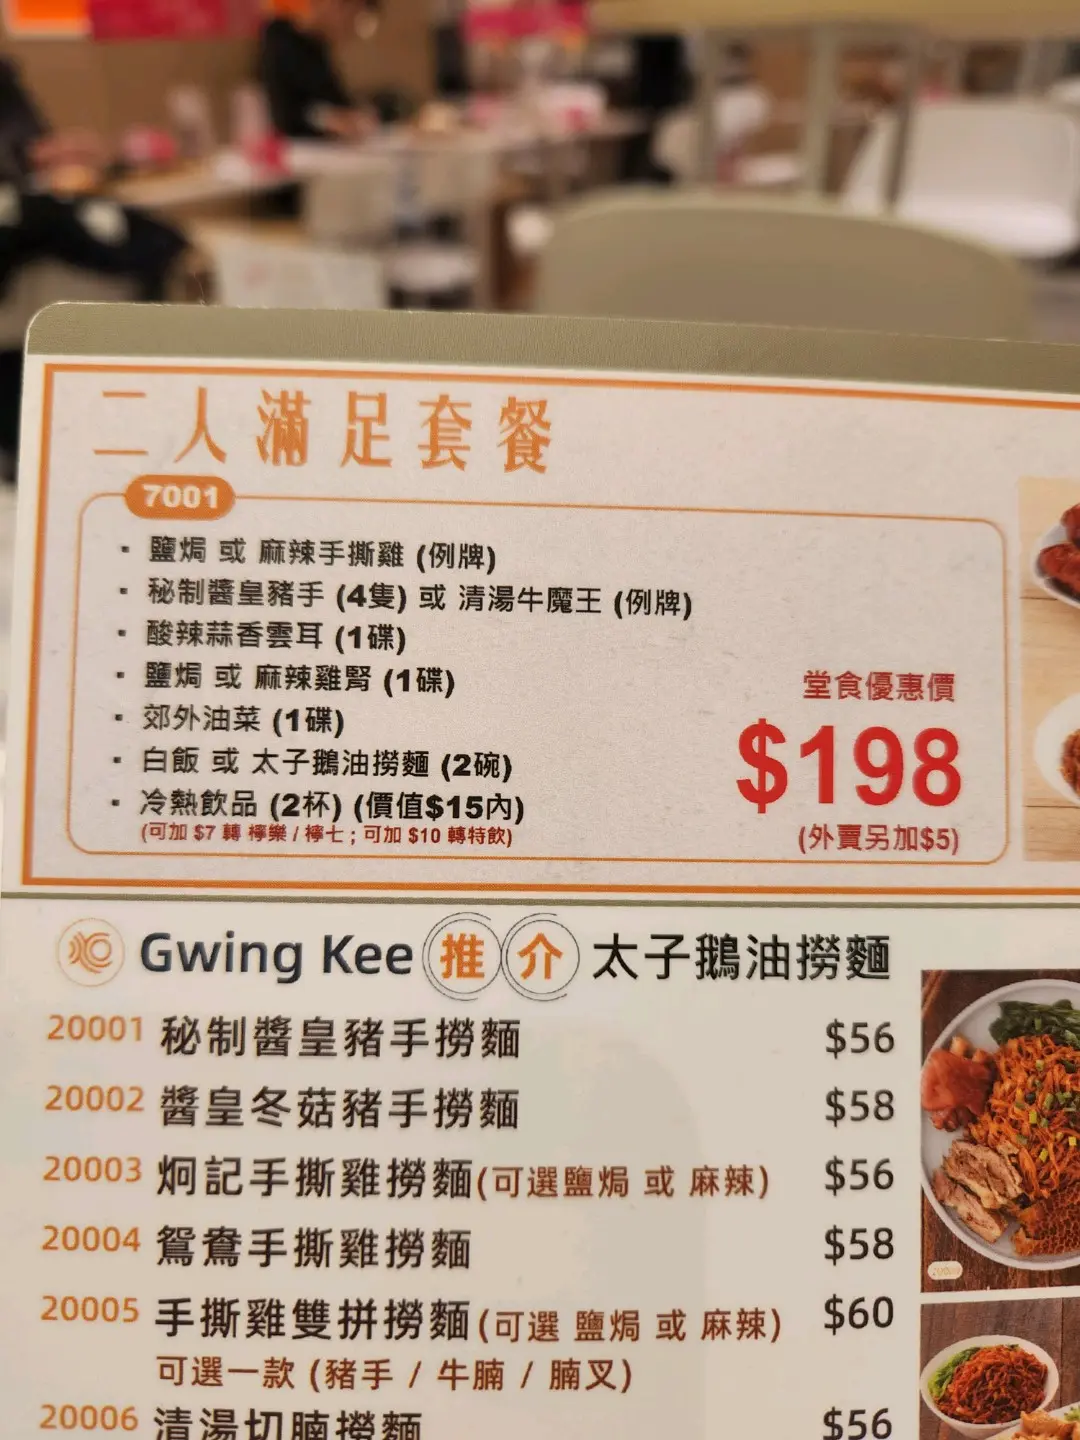 二人滿足套餐
7001
· 鹽焗 或 麻辣手撕雞 (例牌)
· 秘制醬皇豬手 (4隻) 或 清湯牛魔王 (例牌)
· 酸辣蒜香雲耳 (1碟)
· 鹽焗 或 麻辣雞腎 (1碟)
· 郊外油菜 (1碟)
· 白飯 或 太子鵝油撈麵 (2碗)
· 冷熱飲品 (2杯) (價值$15內)
(可加 $7 轉 檸樂 / 檸七 ; 可加 $10 轉特飲)
堂食優惠價
$198
(外賣另加$5)
Gwing Kee 推介 太子鵝油撈麵
20001 秘制醬皇豬手撈麵 $56
20002 醬皇冬菇豬手撈麵 $58
20003 炯記手撕雞撈麵(可選鹽焗 或 麻辣) $56
20004 鴛鴦手撕雞撈麵 $58
20005 手撕雞雙拼撈麵(可選 鹽焗 或 麻辣) $60
可選一款 (豬手 / 牛腩 / 腩叉)
20006 清湯切腩撈麵 $56